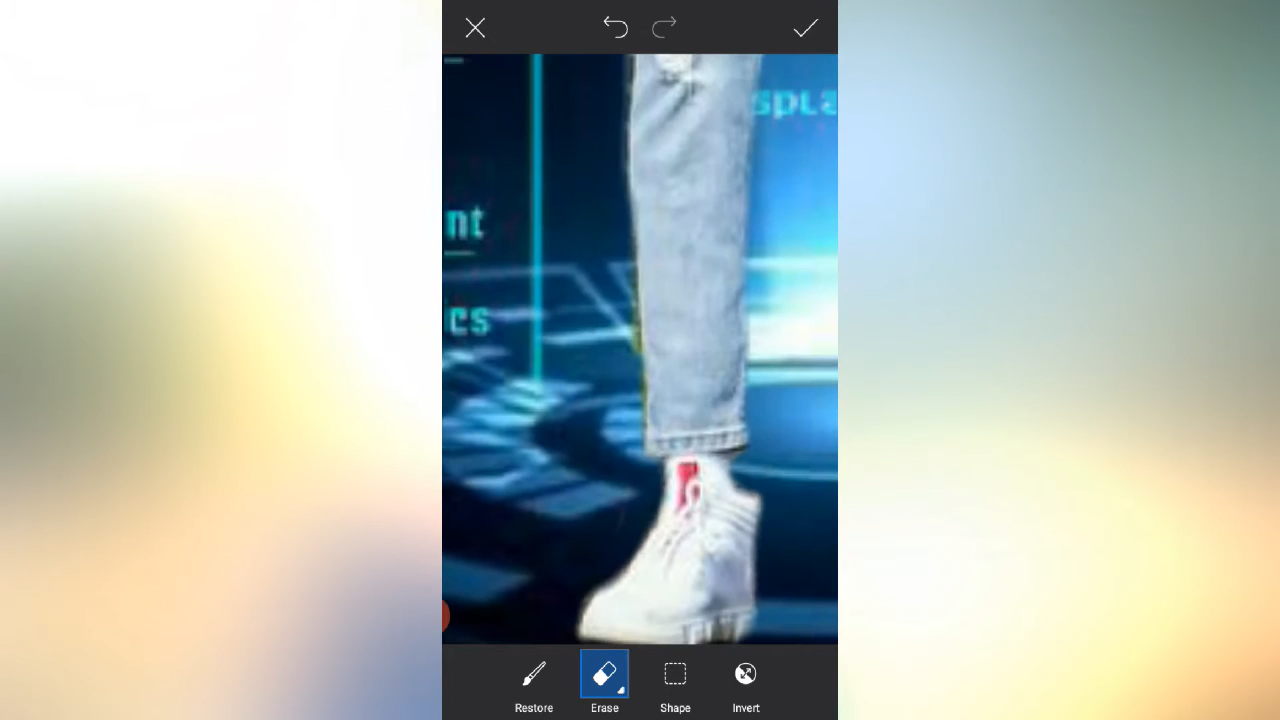 spla
nt
cs
Restore
Erase
Shape
Invert